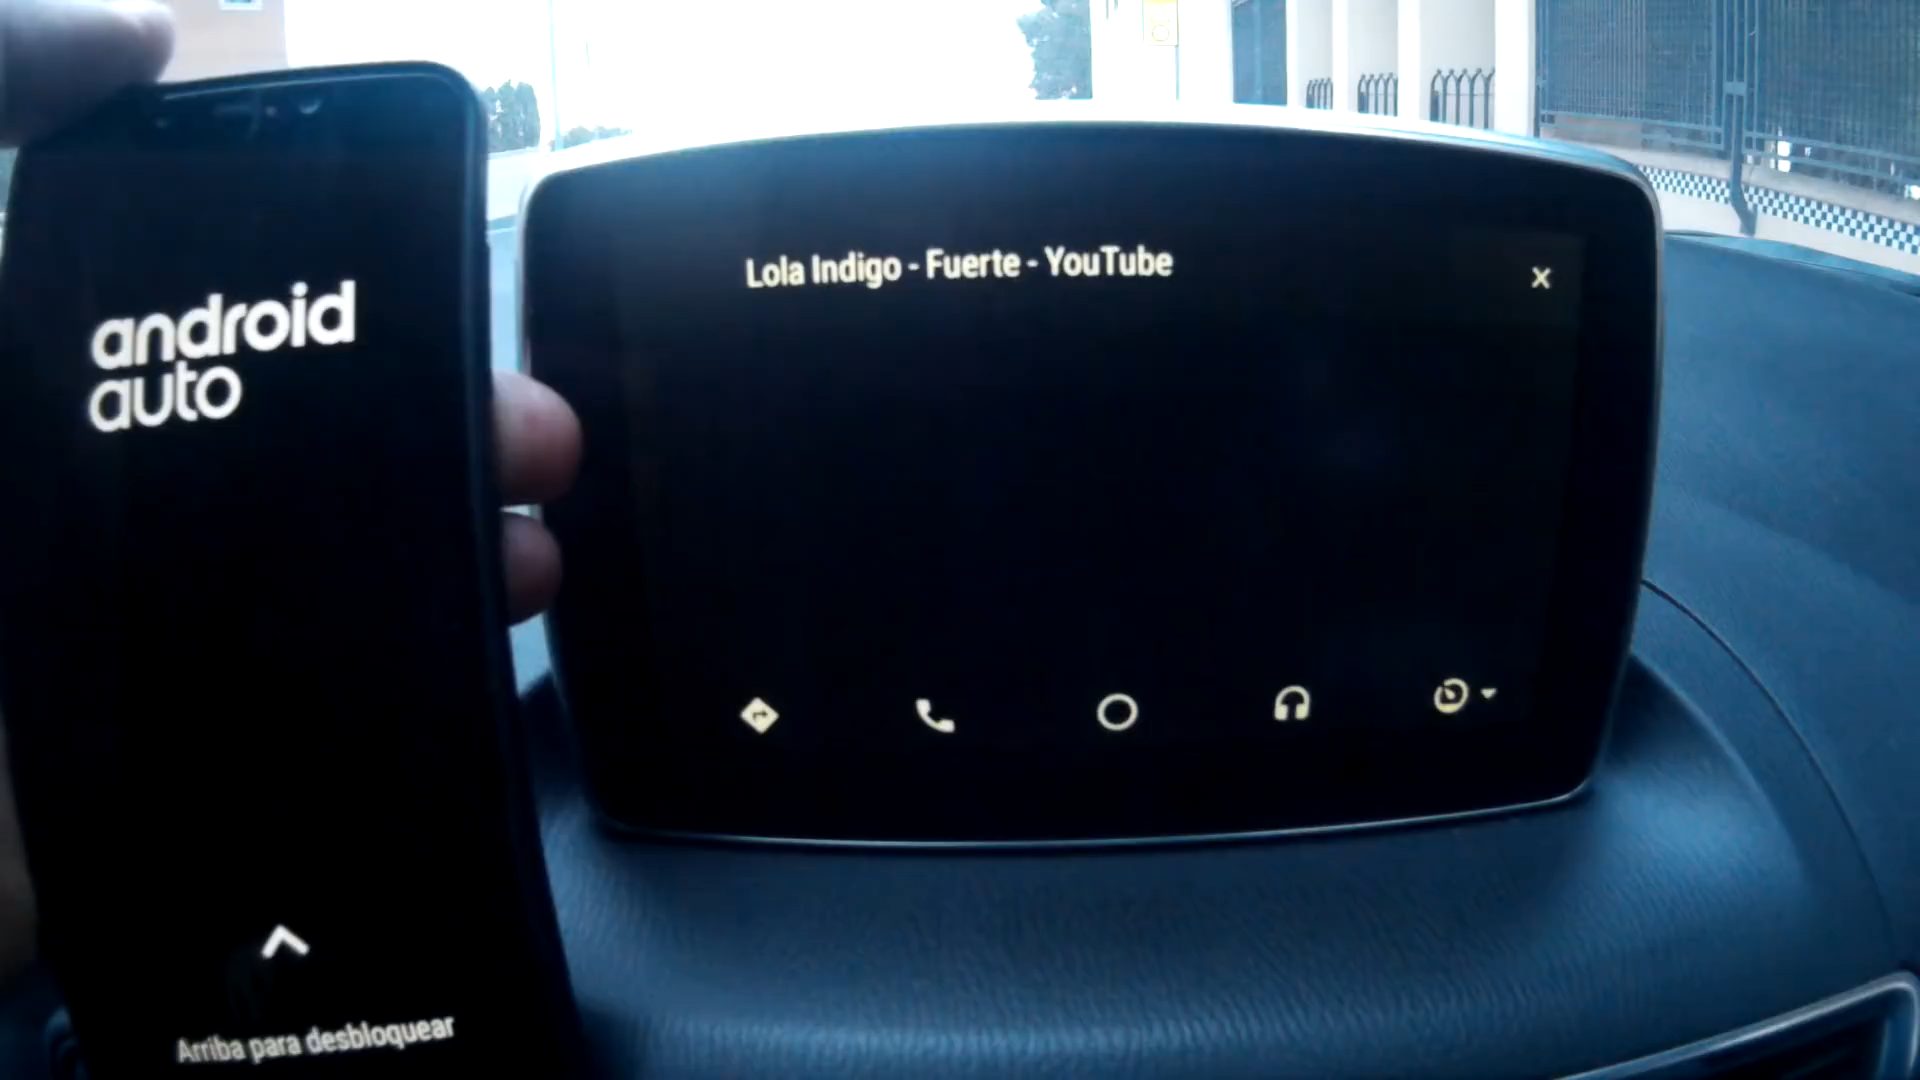 android
auto
Arriba para desbloquear
Lola Indigo - Fuerte - YouTube